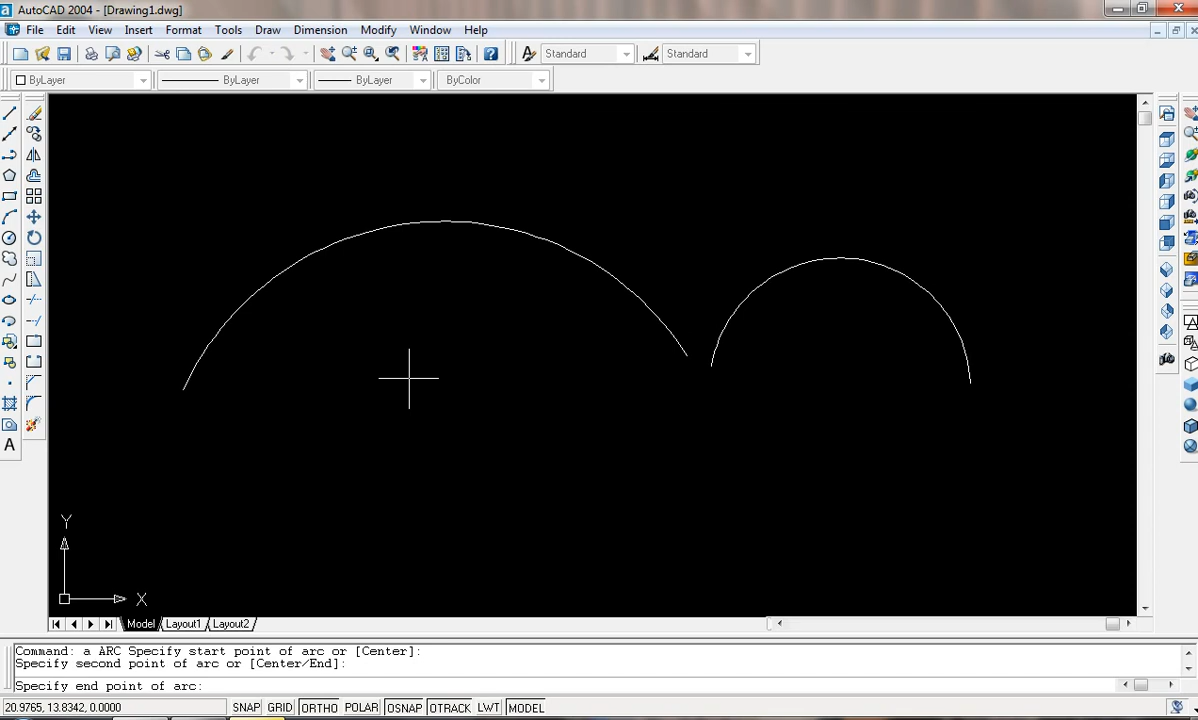 AutoCAD 2004 - [Drawing1.dwg]
File Edit View Insert Format Tools Draw Dimension Modify Window Help
Standard Standard
ByLayer ByLayer ByLayer ByColor
A
Y
X
Model Layout1 Layout2
Command: a ARC Specify start point of arc or [Center]:
Specify second point of arc or [Center/End]:
Specify end point of arc:
20.9765, 13.8342, 0.0000 SNAP GRID ORTHO POLAR OSNAP OTRACK LWT MODEL